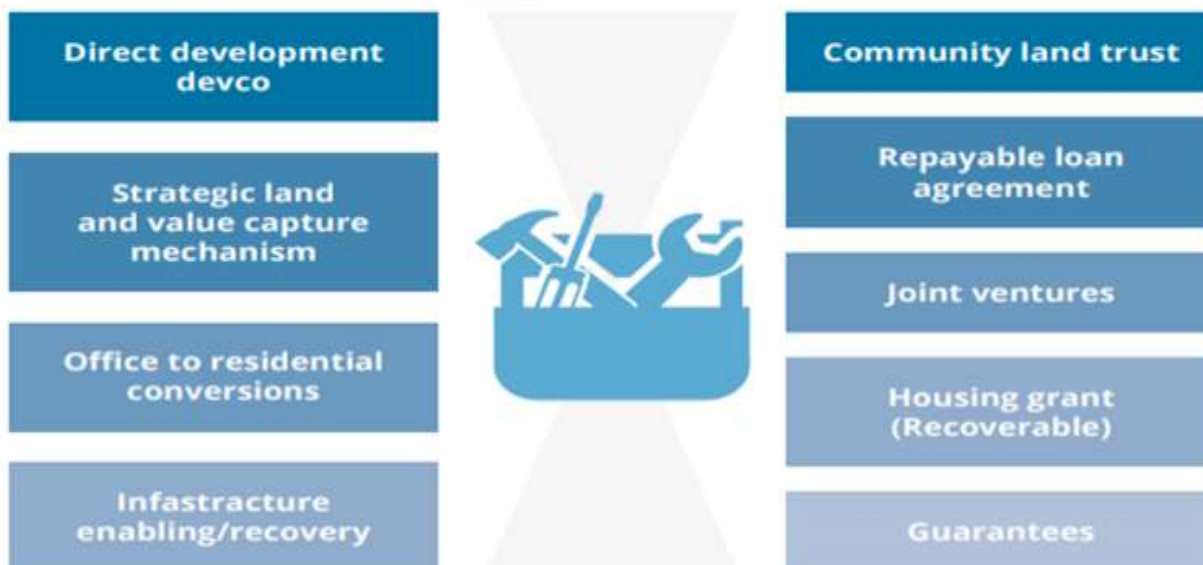 Direct development
devco
Strategic land
and value capture
mechanism
Office to residential
conversions
Infastracture
enabling/recovery
Community land trust
Repayable loan
agreement
Joint ventures
Housing grant
(Recoverable)
Guarantees